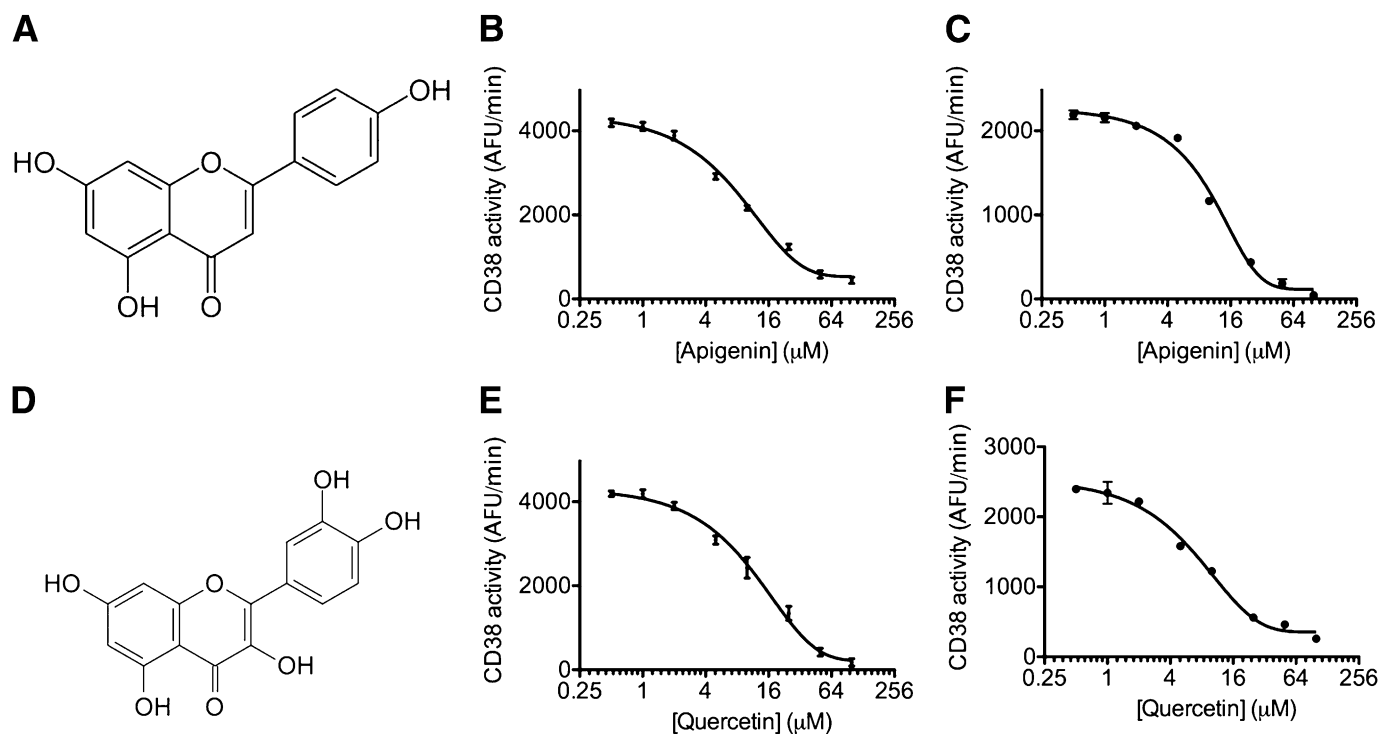 A
OH
HO
O
OH
O
B
CD38 activity (AFU/min)
4000
2000
0
0.25 1 4 16 64 256
[Apigenin] (μM)
C
CD38 activity (AFU/min)
2000
1000
0
0.25 1 4 16 64 256
[Apigenin] (μM)
D
OH
OH
HO
O
OH
OH
O
E
CD38 activity (AFU/min)
4000
2000
0
0.25 1 4 16 64 256
[Quercetin] (μM)
F
CD38 activity (AFU/min)
3000
2000
1000
0
0.25 1 4 16 64 256
[Quercetin] (μM)